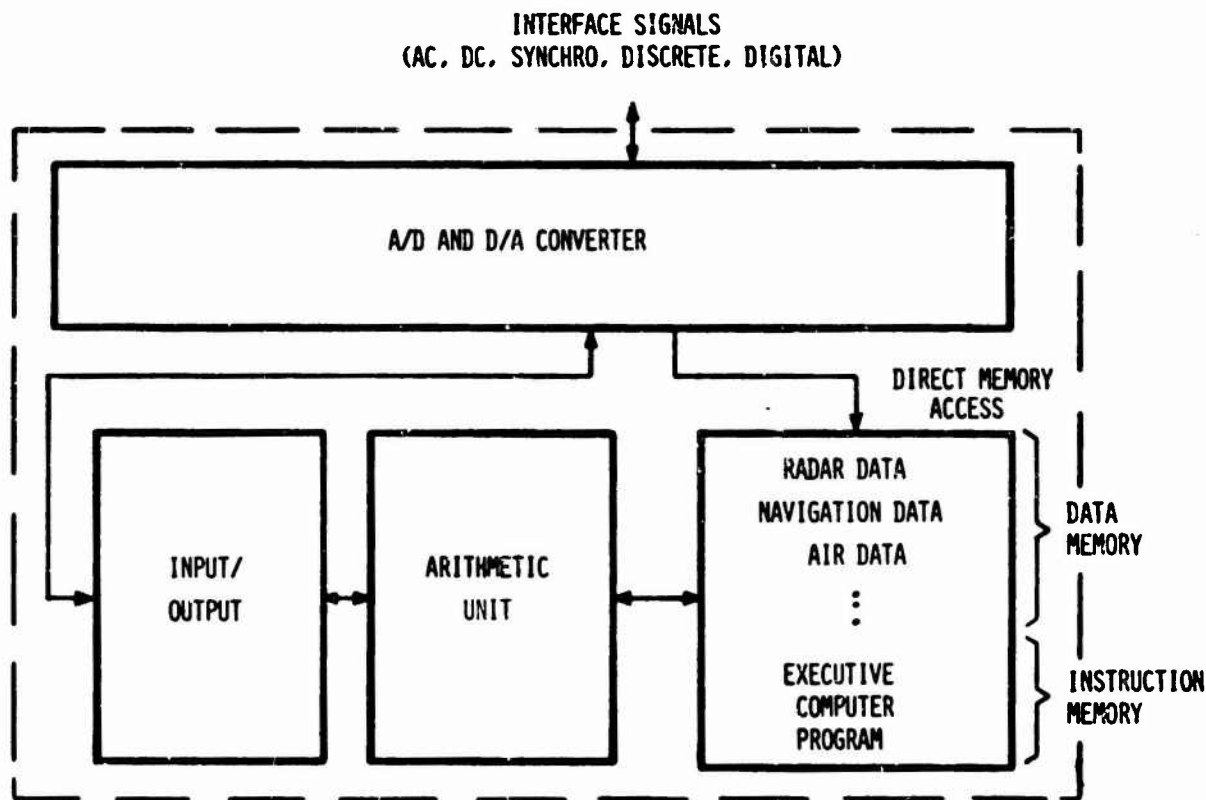 INTERFACE SIGNALS
(AC, DC, SYNCHRO, DISCRETE, DIGITAL)
A/D AND D/A CONVERTER
DIRECT MEMORY
ACCESS
INPUT/
OUTPUT
ARITHMETIC
UNIT
RADAR DATA
NAVIGATION DATA
AIR DATA
EXECUTIVE
COMPUTER
PROGRAM
DATA
MEMORY
INSTRUCTION
MEMORY